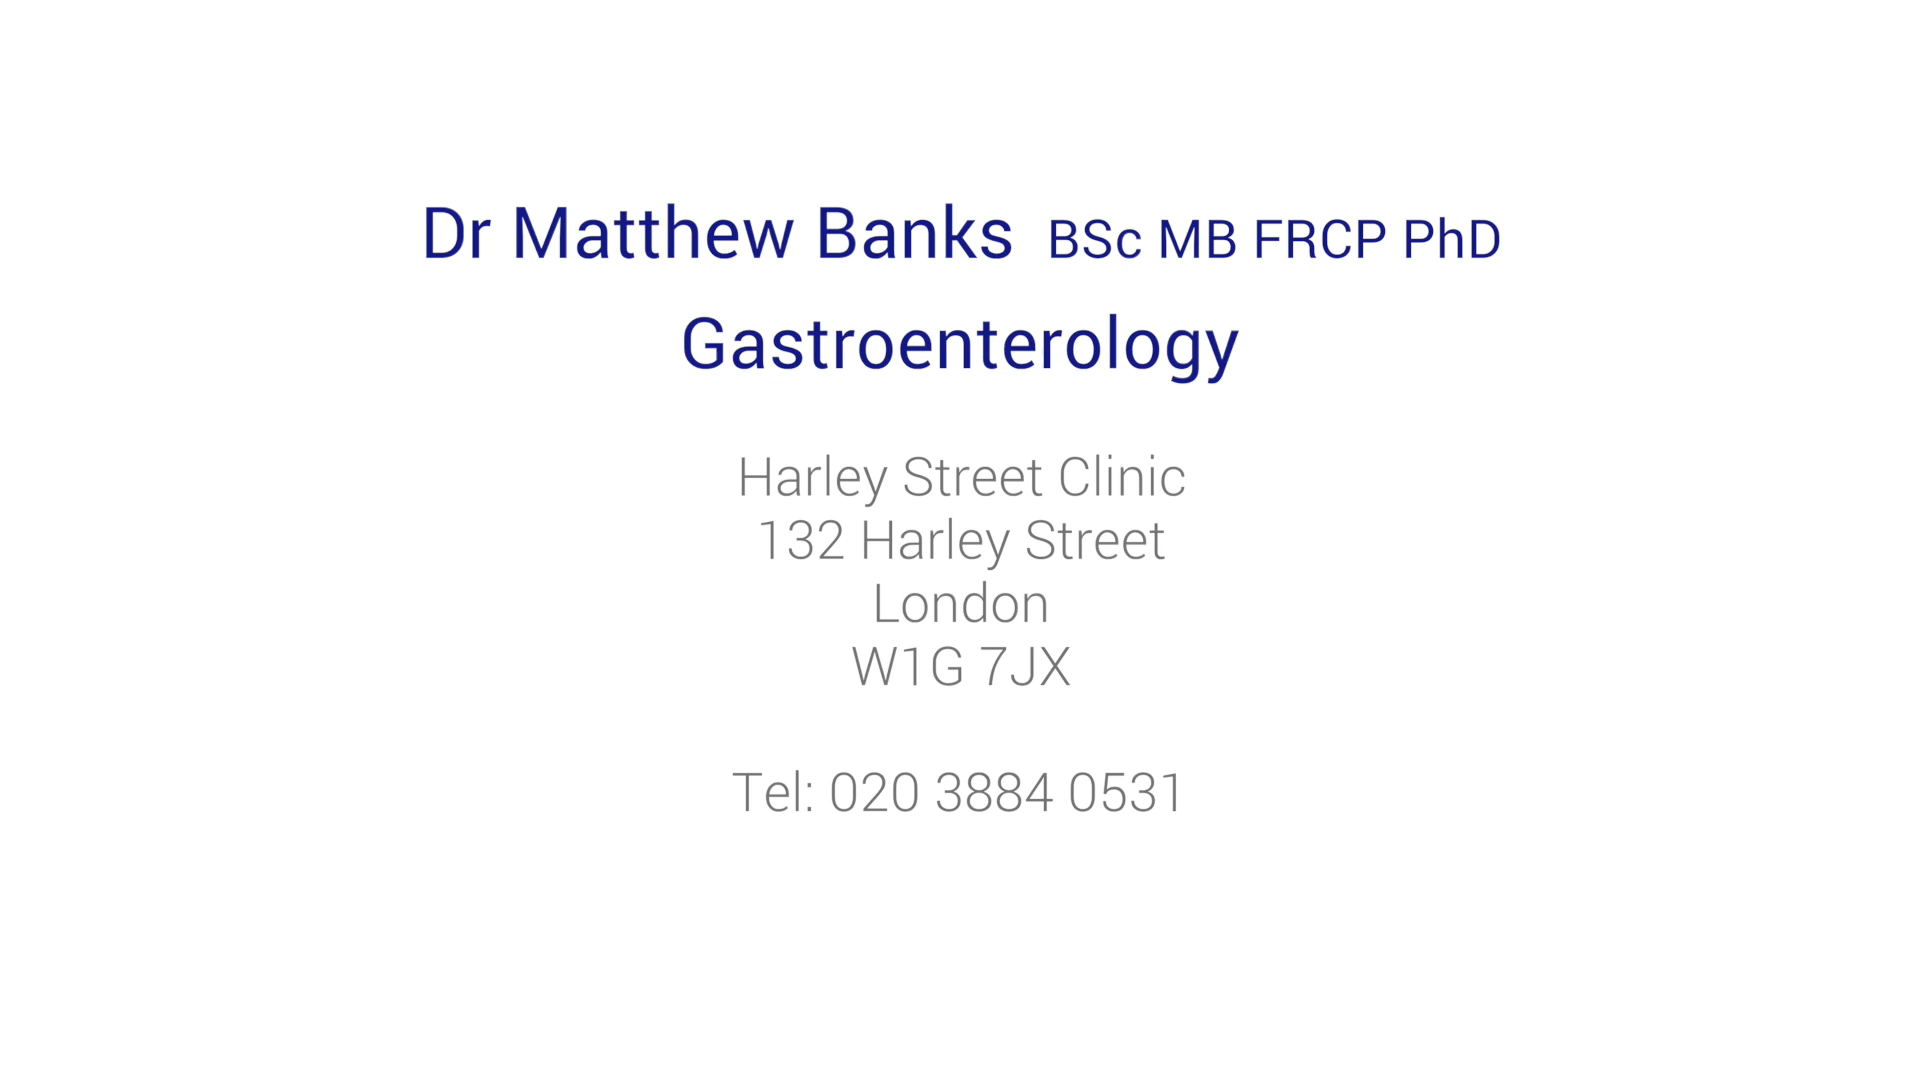 Dr Matthew Banks BSc MB FRCP PhD
Gastroenterology
Harley Street Clinic
132 Harley Street
London
W1G 7JX
Tel: 020 3884 0531